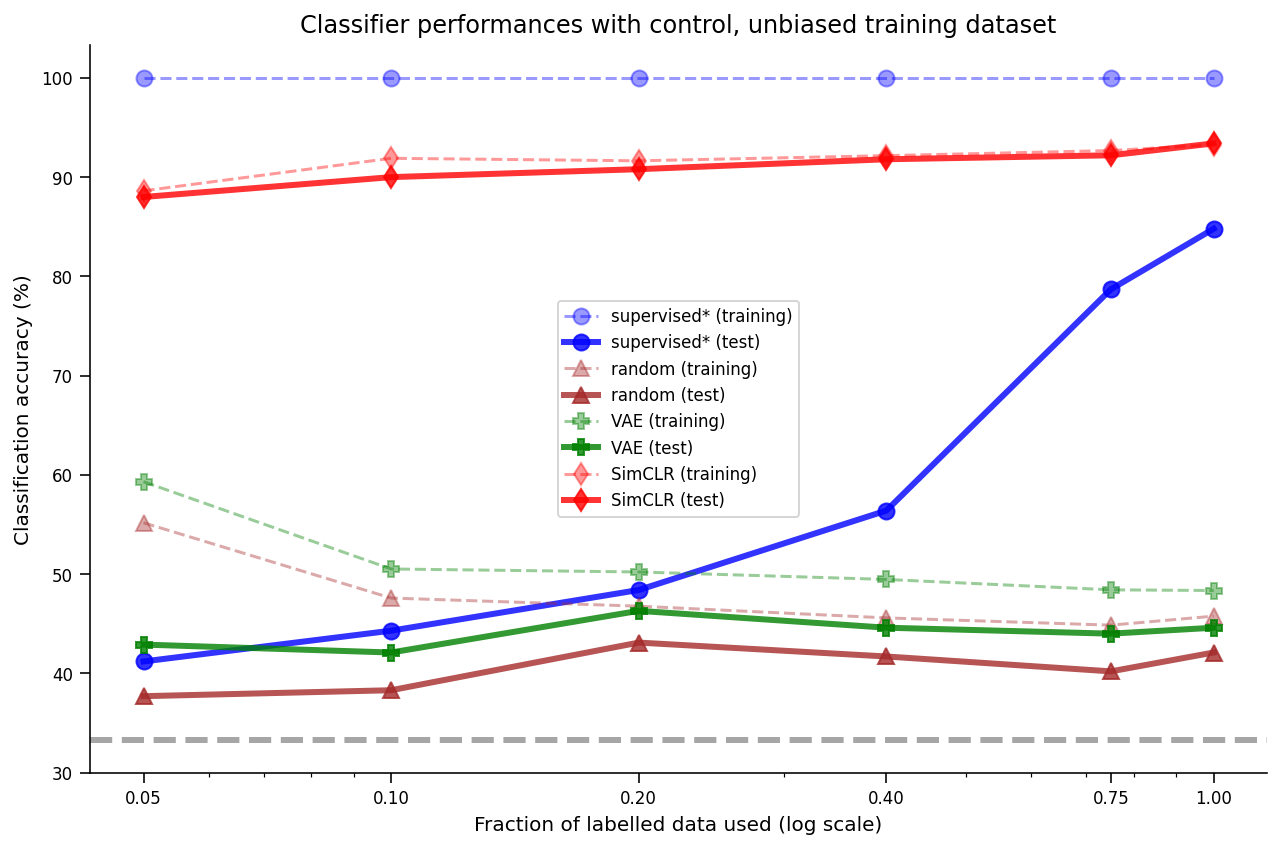 Classifier performances with control, unbiased training dataset
Classification accuracy (%)
100
90
80
70
60
50
40
30
supervised* (training)
supervised* (test)
random (training)
random (test)
VAE (training)
VAE (test)
SimCLR (training)
SimCLR (test)
0.05 0.10 0.20 0.40 0.75 1.00
Fraction of labelled data used (log scale)